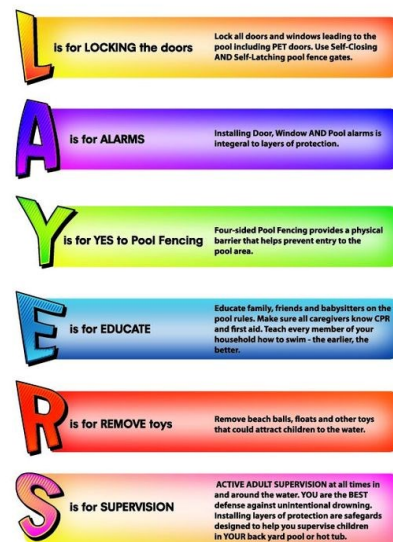 L is for LOCKING the doors
Lock all doors and windows leading to the
pool including PET doors. Use Self-Closing
AND Self-Latching pool fence gates.
A is for ALARMS
Installing Door, Window AND Pool alarms is
integeral to layers of protection.
Y is for YES to Pool Fencing
Four-sided Pool Fencing provides a physical
barrier that helps prevent entry to the
pool area.
E is for EDUCATE
Educate family, friends and babysitters on the
pool rules. Make sure all caregivers know CPR
and first aid. Teach every member of your
household how to swim - the earlier, the
better.
R is for REMOVE toys
Remove beach balls, floats and other toys
that could attract children to the water.
S is for SUPERVISION
ACTIVE ADULT SUPERVISION at all times in
and around the water. YOU are the BEST
defense against unintentional drowning.
Installing layers of protection are safegards
designed to help you supervise children
in YOUR back yard pool or hot tub.